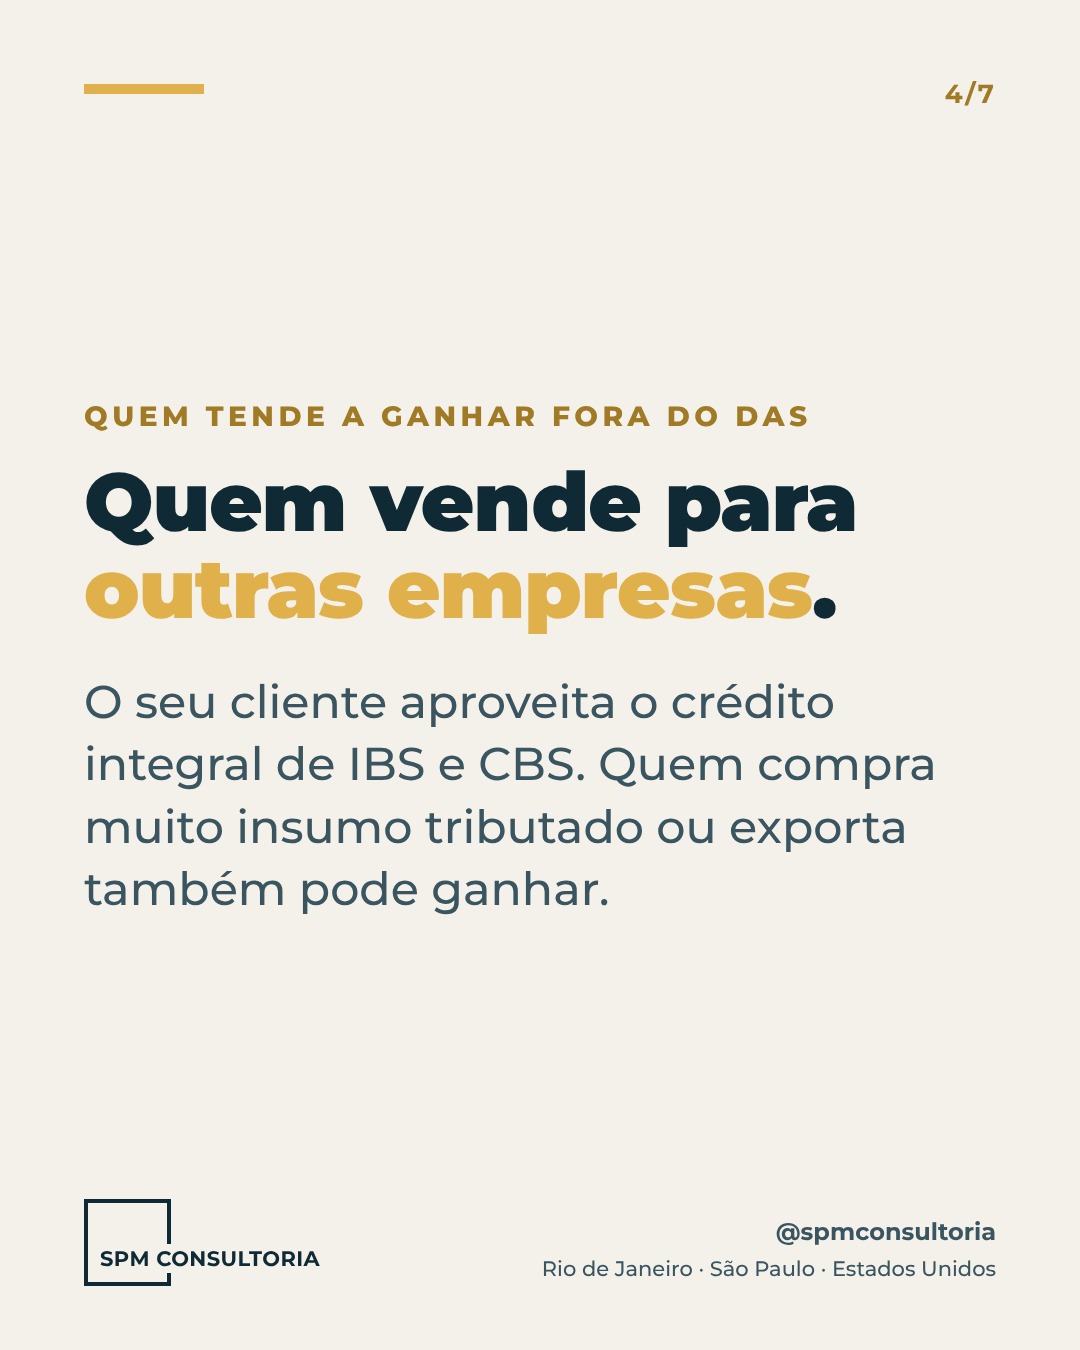 4/7
QUEM TENDE A GANHAR FORA DO DAS
Quem vende para
outras empresas.
O seu cliente aproveita o crédito
integral de IBS e CBS. Quem compra
muito insumo tributado ou exporta
também pode ganhar.
SPM CONSULTORIA
@spmconsultoria
Rio de Janeiro · São Paulo · Estados Unidos